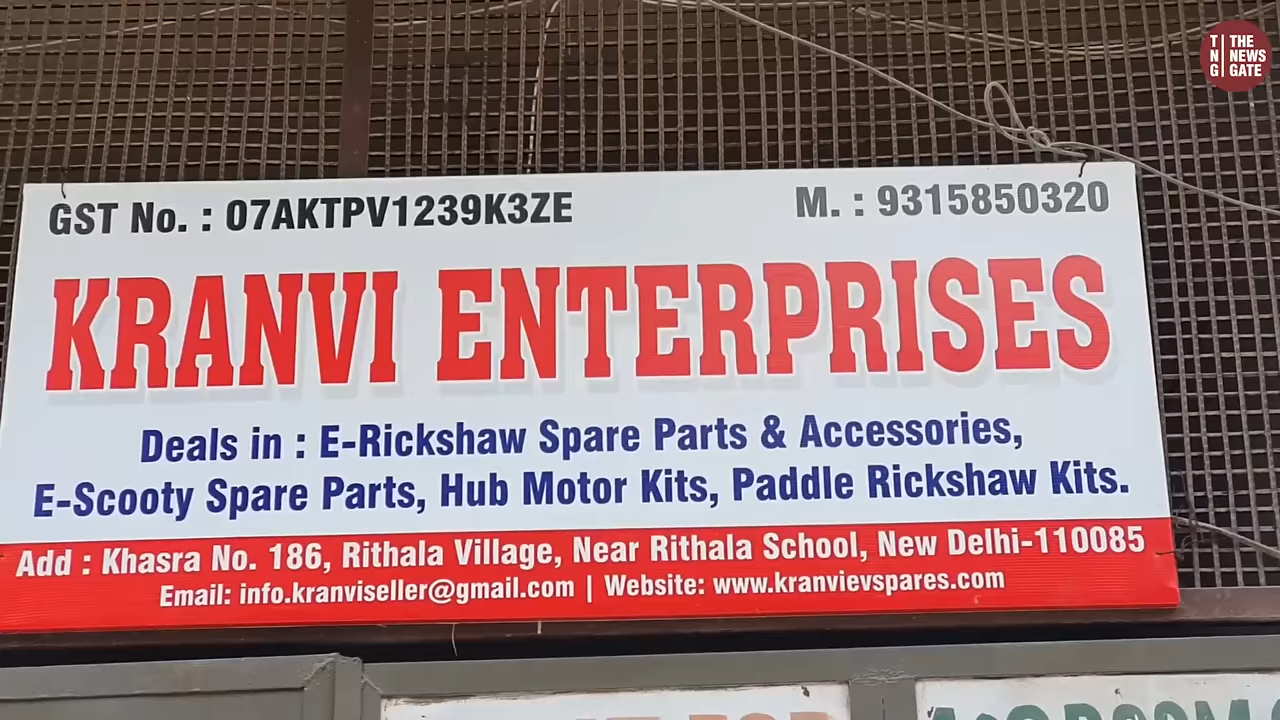 T N G THE NEWS GATE
GST No. : 07AKTPV1239K3ZE M. : 9315850320
KRANVI ENTERPRISES
Deals in : E-Rickshaw Spare Parts & Accessories,
E-Scooty Spare Parts, Hub Motor Kits, Paddle Rickshaw Kits.
Add : Khasra No. 186, Rithala Village, Near Rithala School, New Delhi-110085
Email: info.kranviseller@gmail.com | Website: www.kranvievspares.com